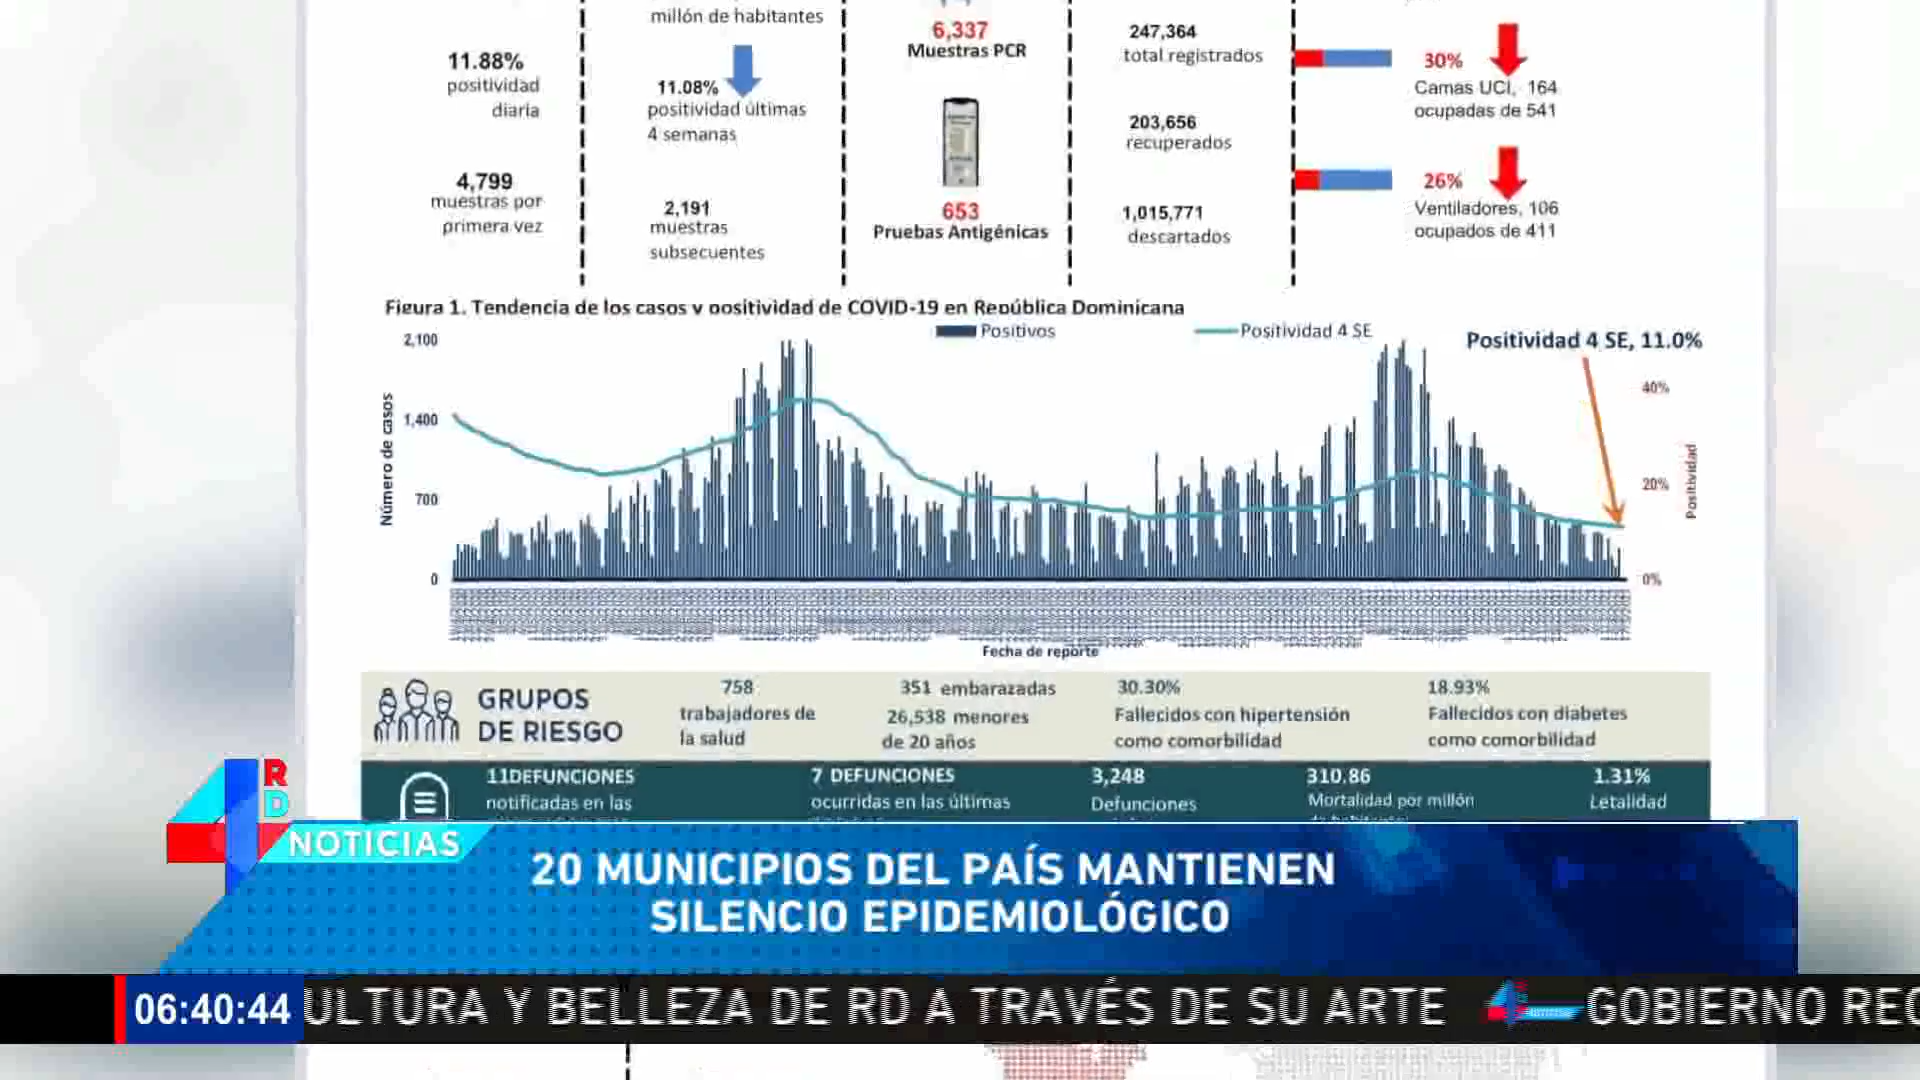 millón de habitantes
11.88%
positividad
diaria
11.08%
positividad últimas
4 semanas
4,799
muestras por
primera vez
2,191
muestras
subsecuentes
6,337
Muestras PCR
653
Pruebas Antigénicas
247,364
total registrados
203,656
recuperados
1,015,771
descartados
30%
Camas UCI, 164
ocupadas de 541
26%
Ventiladores, 106
ocupados de 411
Figura 1. Tendencia de los casos y positividad de COVID-19 en República Dominicana
Positivos
Positividad 4 SE
Positividad 4 SE, 11.0%
2,100
1,400
700
0
Número de casos
40%
20%
0%
Positividad
Fecha de reporte
GRUPOS
DE RIESGO
758
trabajadores de
la salud
351 embarazadas
26,538 menores
de 20 años
30.30%
Fallecidos con hipertensión
como comorbilidad
18.93%
Fallecidos con diabetes
como comorbilidad
11DEFUNCIONES
notificadas en las
7 DEFUNCIONES
ocurridas en las últimas
3,248
Defunciones
310.86
Mortalidad por millón
1.31%
Letalidad
4
RD
NOTICIAS
20 MUNICIPIOS DEL PAÍS MANTIENEN
SILENCIO EPIDEMIOLÓGICO
06:40:44
ULTURA Y BELLEZA DE RD A TRAVÉS DE SU ARTE
GOBIERNO REC